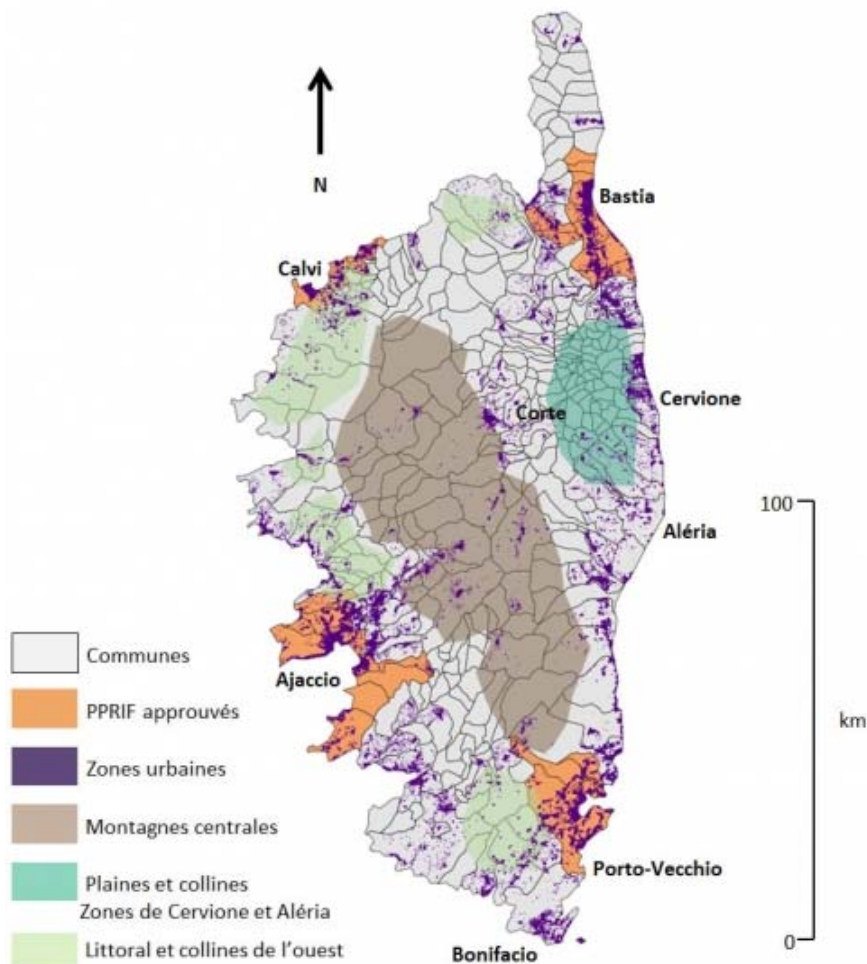 N
Bastia
Calvi
Corte
Cervione
100
Aléria
Ajaccio
km
Porto-Vecchio
0
Bonifacio
Communes
PPRIF approuvés
Zones urbaines
Montagnes centrales
Plaines et collines
Zones de Cervione et Aléria
Littoral et collines de l'ouest